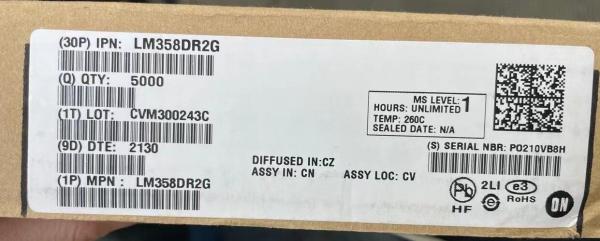 (30P) IPN: LM358DR2G
(Q) QTY: 5000
(1T) LOT: CVM300243C
(9D) DTE: 2130
(1P) MPN : LM358DR2G
DIFFUSED IN:CZ
ASSY IN: CN ASSY LOC: CV
MS LEVEL: 1
HOURS: UNLIMITED
TEMP: 260C
SEALED DATE: N/A
(S) SERIAL NBR: PO210VB8H
Pb
HF
2LI
e
e3
RoHS
ON